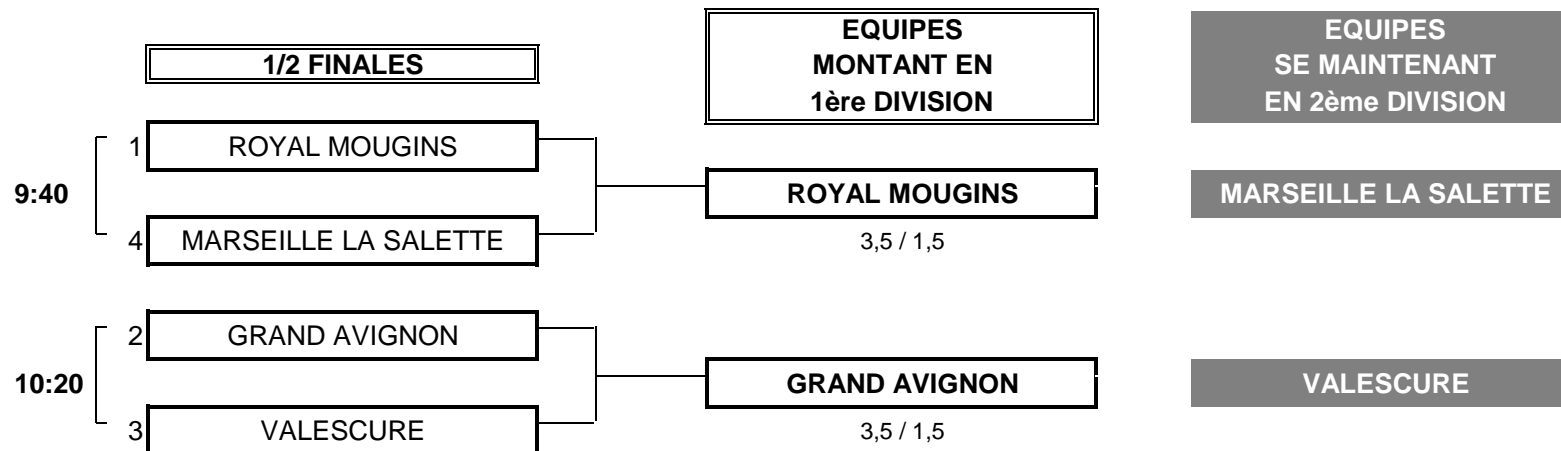 1/2 FINALES
EQUIPES
MONTANT EN
1ère DIVISION
EQUIPES
SE MAINTENANT
EN 2ème DIVISION
9:40
1 ROYAL MOUGINS
4 MARSEILLE LA SALETTE
ROYAL MOUGINS
3,5 / 1,5
MARSEILLE LA SALETTE
10:20
2 GRAND AVIGNON
3 VALESCURE
GRAND AVIGNON
3,5 / 1,5
VALESCURE